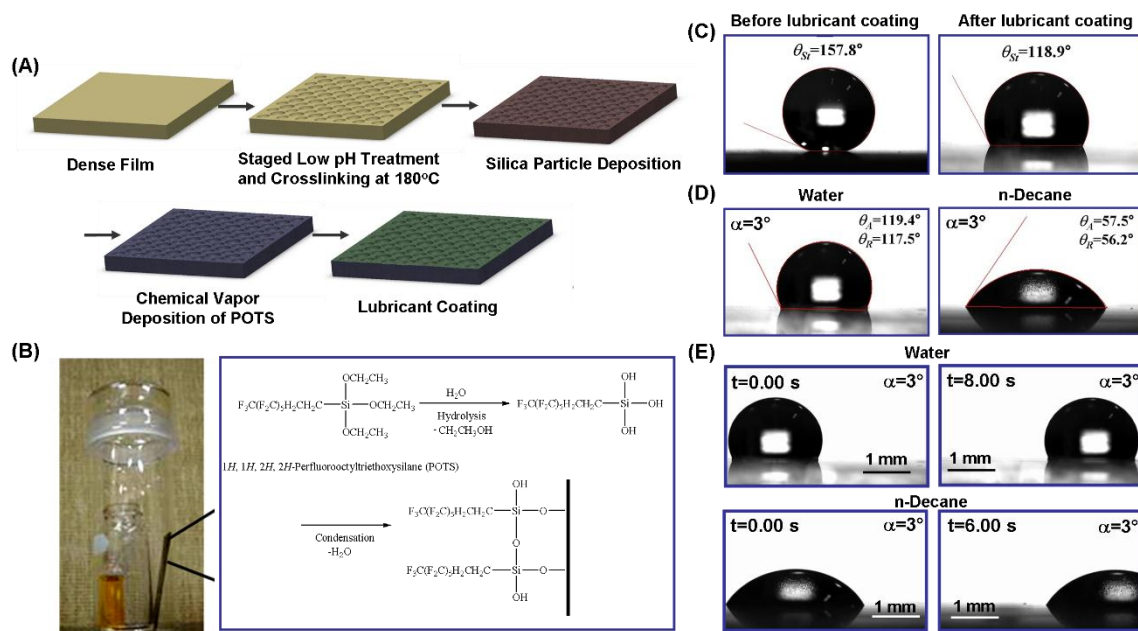 (A)
Dense Film
Staged Low pH Treatment
and Crosslinking at 180°C
Silica Particle Deposition
Chemical Vapor
Deposition of POTS
Lubricant Coating
(B)
OCH₂CH₃
F₃C(F₂C)₅H₂CH₂C Si OCH₂CH₃
OCH₂CH₃
H₂O
Hydrolysis
- CH₂CH₃OH
OH
F₃C(F₂C)₅H₂CH₂C Si OH
OH
1H, 1H, 2H, 2H-Perfluorooctyltriethoxysilane (POTS)
Condensation
-H₂O
OH
F₃C(F₂C)₅H₂CH₂C Si O
O
F₃C(F₂C)₅H₂CH₂C Si O
OH
(C)
Before lubricant coating
After lubricant coating
θSt=157.8°
θSt=118.9°
(D)
Water
n-Decane
α=3°
θA=119.4°
θR=117.5°
α=3°
θA=57.5°
θR=56.2°
(E)
Water
t=0.00 s
α=3°
1 mm
t=8.00 s
α=3°
1 mm
n-Decane
t=0.00 s
α=3°
1 mm
t=6.00 s
α=3°
1 mm